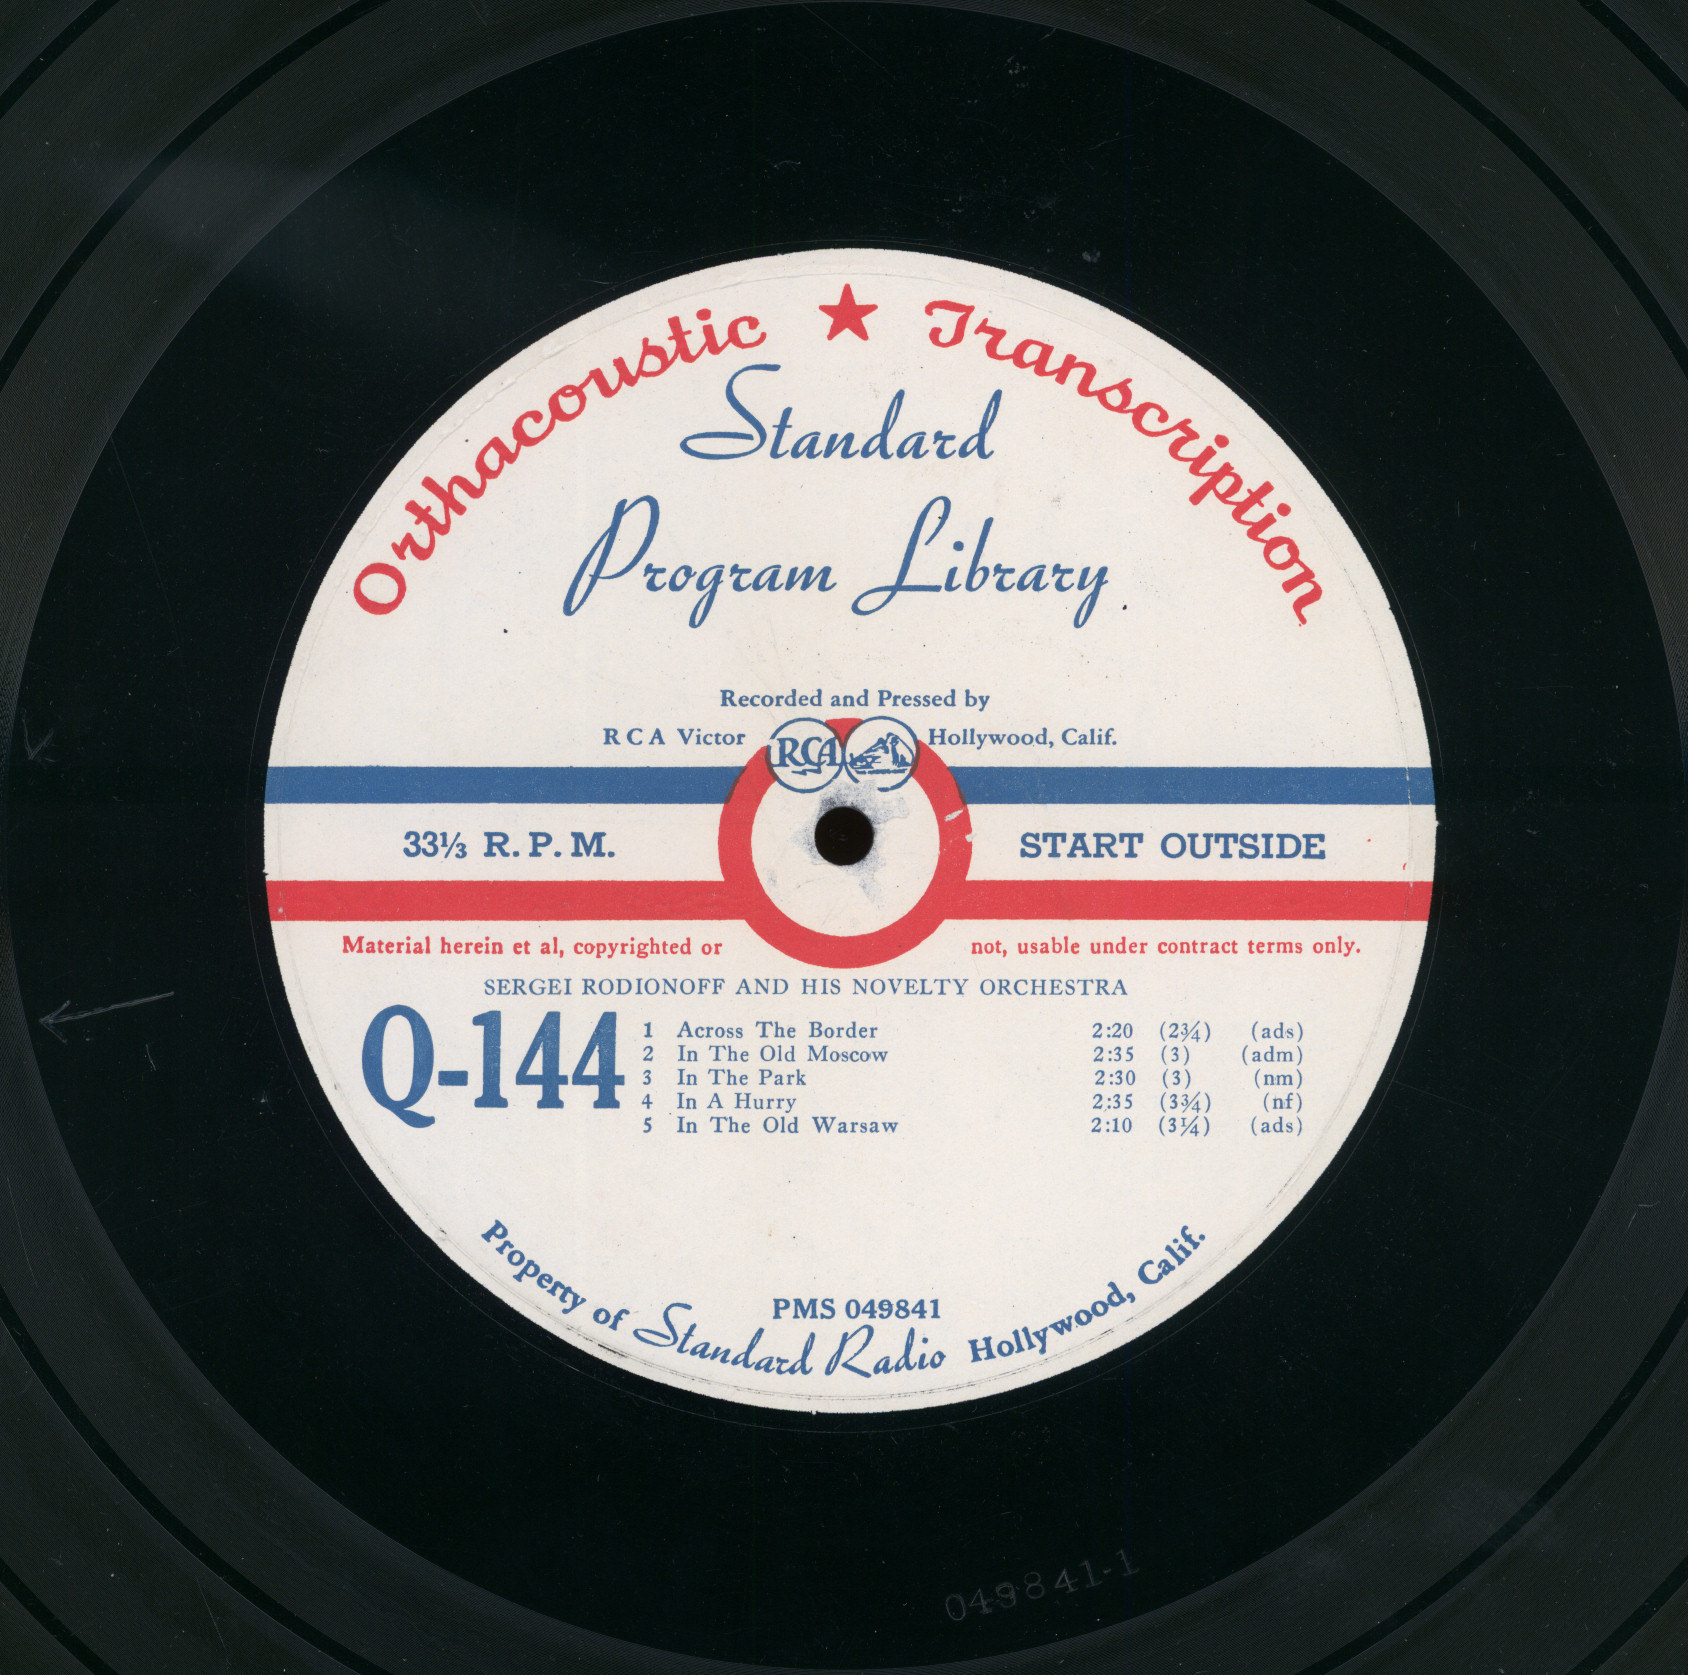 Orthacoustic ★ Transcription
Standard
Program Library
Recorded and Pressed by
RCA Victor RCA Hollywood, Calif.
33⅓ R.P.M. START OUTSIDE
Material herein et al, copyrighted or not, usable under contract terms only.
SERGEI RODIONOFF AND HIS NOVELTY ORCHESTRA
Q-144
1 Across The Border 2:20 (2¾) (ads)
2 In The Old Moscow 2:35 (3) (adm)
3 In The Park 2:30 (3) (nm)
4 In A Hurry 2:35 (3¾) (nf)
5 In The Old Warsaw 2:10 (3¼) (ads)
PMS 049841
Property of Standard Radio Hollywood, Calif.
049841-1